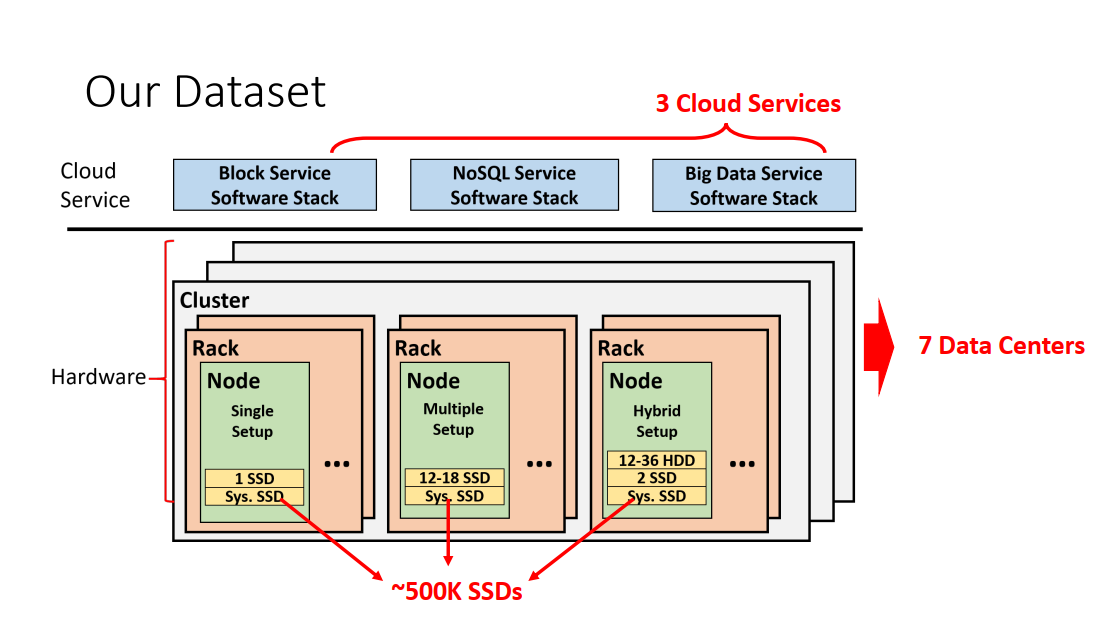 Our Dataset
3 Cloud Services
Cloud
Service
Block Service
Software Stack
NoSQL Service
Software Stack
Big Data Service
Software Stack
Hardware
Cluster
Rack
Node
Single
Setup
1 SSD
Sys. SSD
...
Rack
Node
Multiple
Setup
12-18 SSD
Sys. SSD
...
Rack
Node
Hybrid
Setup
12-36 HDD
2 SSD
Sys. SSD
...
7 Data Centers
~500K SSDs